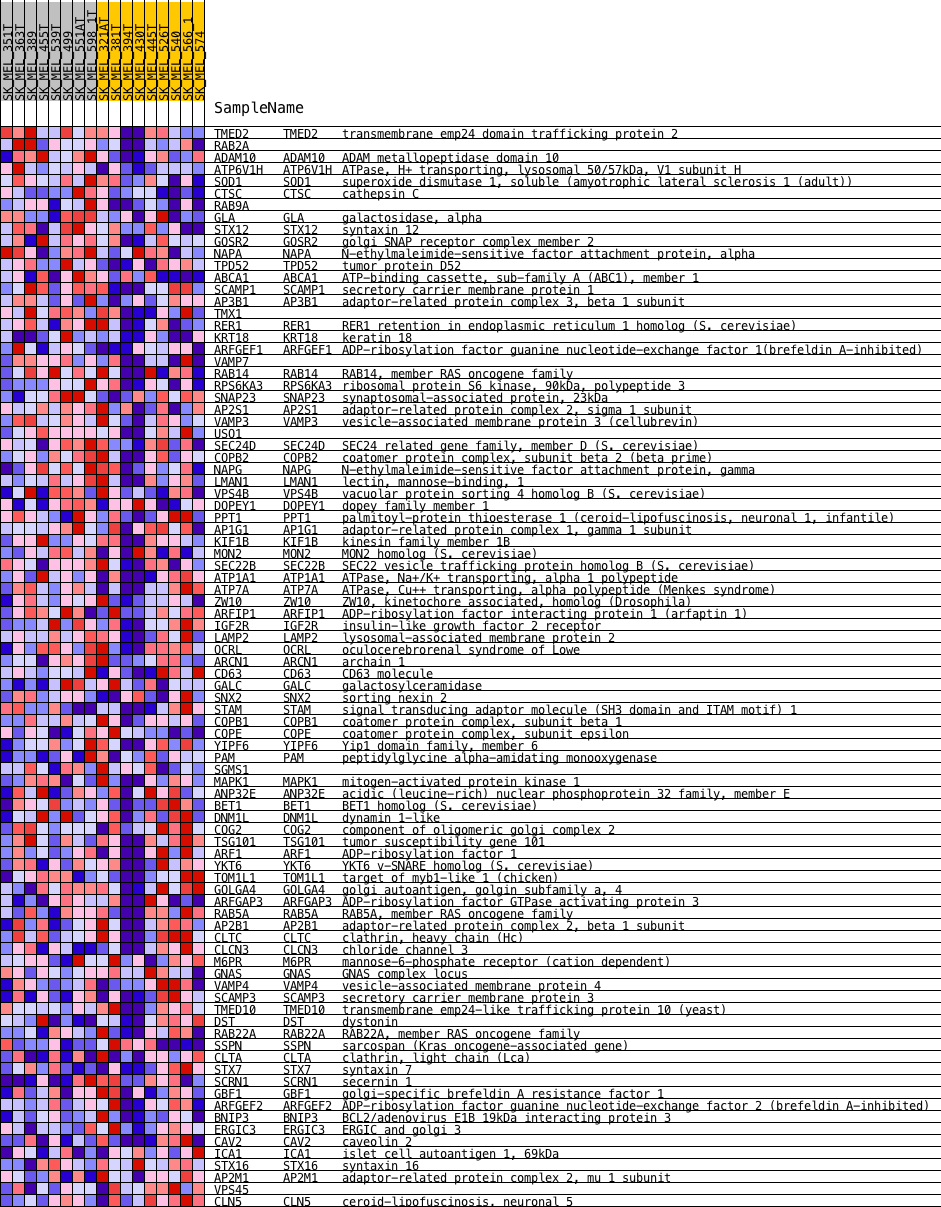 SK_MEL_351T
SK_MEL_363T
SK_MEL_389
SK_MEL_455T
SK_MEL_539T
SK_MEL_499
SK_MEL_551AT
SK_MEL_598_1T
SK_MEL_321AT
SK_MEL_381T
SK_MEL_394T
SK_MEL_430T
SK_MEL_445T
SK_MEL_526T
SK_MEL_540
SK_MEL_566_1
SK_MEL_574
SampleName
TMED2 TMED2 transmembrane emp24 domain trafficking protein 2
RAB2A
ADAM10 ADAM10 ADAM metallopeptidase domain 10
ATP6V1H ATP6V1H ATPase, H+ transporting, lysosomal 50/57kDa, V1 subunit H
SOD1 SOD1 superoxide dismutase 1, soluble (amyotrophic lateral sclerosis 1 (adult))
CTSC CTSC cathepsin C
RAB9A
GLA GLA galactosidase, alpha
STX12 STX12 syntaxin 12
GOSR2 GOSR2 golgi SNAP receptor complex member 2
NAPA NAPA N-ethylmaleimide-sensitive factor attachment protein, alpha
TPD52 TPD52 tumor protein D52
ABCA1 ABCA1 ATP-binding cassette, sub-family A (ABC1), member 1
SCAMP1 SCAMP1 secretory carrier membrane protein 1
AP3B1 AP3B1 adaptor-related protein complex 3, beta 1 subunit
TMX1
RER1 RER1 RER1 retention in endoplasmic reticulum 1 homolog (S. cerevisiae)
KRT18 KRT18 keratin 18
ARFGEF1 ARFGEF1 ADP-ribosylation factor guanine nucleotide-exchange factor 1(brefeldin A-inhibited)
VAMP7
RAB14 RAB14 RAB14, member RAS oncogene family
RPS6KA3 RPS6KA3 ribosomal protein S6 kinase, 90kDa, polypeptide 3
SNAP23 SNAP23 synaptosomal-associated protein, 23kDa
AP2S1 AP2S1 adaptor-related protein complex 2, sigma 1 subunit
VAMP3 VAMP3 vesicle-associated membrane protein 3 (cellubrevin)
USO1
SEC24D SEC24D SEC24 related gene family, member D (S. cerevisiae)
COPB2 COPB2 coatomer protein complex, subunit beta 2 (beta prime)
NAPG NAPG N-ethylmaleimide-sensitive factor attachment protein, gamma
LMAN1 LMAN1 lectin, mannose-binding, 1
VPS4B VPS4B vacuolar protein sorting 4 homolog B (S. cerevisiae)
DOPEY1 DOPEY1 dopey family member 1
PPT1 PPT1 palmitoyl-protein thioesterase 1 (ceroid-lipofuscinosis, neuronal 1, infantile)
AP1G1 AP1G1 adaptor-related protein complex 1, gamma 1 subunit
KIF1B KIF1B kinesin family member 1B
MON2 MON2 MON2 homolog (S. cerevisiae)
SEC22B SEC22B SEC22 vesicle trafficking protein homolog B (S. cerevisiae)
ATP1A1 ATP1A1 ATPase, Na+/K+ transporting, alpha 1 polypeptide
ATP7A ATP7A ATPase, Cu++ transporting, alpha polypeptide (Menkes syndrome)
ZW10 ZW10 ZW10, kinetochore associated, homolog (Drosophila)
ARFIP1 ARFIP1 ADP-ribosylation factor interacting protein 1 (arfaptin 1)
IGF2R IGF2R insulin-like growth factor 2 receptor
LAMP2 LAMP2 lysosomal-associated membrane protein 2
OCRL OCRL oculocerebrorenal syndrome of Lowe
ARCN1 ARCN1 archain 1
CD63 CD63 CD63 molecule
GALC GALC galactosylceramidase
SNX2 SNX2 sorting nexin 2
STAM STAM signal transducing adaptor molecule (SH3 domain and ITAM motif) 1
COPB1 COPB1 coatomer protein complex, subunit beta 1
COPE COPE coatomer protein complex, subunit epsilon
YIPF6 YIPF6 Yip1 domain family, member 6
PAM PAM peptidylglycine alpha-amidating monooxygenase
SGMS1
MAPK1 MAPK1 mitogen-activated protein kinase 1
ANP32E ANP32E acidic (leucine-rich) nuclear phosphoprotein 32 family, member E
BET1 BET1 BET1 homolog (S. cerevisiae)
DNM1L DNM1L dynamin 1-like
COG2 COG2 component of oligomeric golgi complex 2
TSG101 TSG101 tumor susceptibility gene 101
ARF1 ARF1 ADP-ribosylation factor 1
YKT6 YKT6 YKT6 v-SNARE homolog (S. cerevisiae)
TOM1L1 TOM1L1 target of myb1-like 1 (chicken)
GOLGA4 GOLGA4 golgi autoantigen, golgin subfamily a, 4
ARFGAP3 ARFGAP3 ADP-ribosylation factor GTPase activating protein 3
RAB5A RAB5A RAB5A, member RAS oncogene family
AP2B1 AP2B1 adaptor-related protein complex 2, beta 1 subunit
CLTC CLTC clathrin, heavy chain (Hc)
CLCN3 CLCN3 chloride channel 3
M6PR M6PR mannose-6-phosphate receptor (cation dependent)
GNAS GNAS GNAS complex locus
VAMP4 VAMP4 vesicle-associated membrane protein 4
SCAMP3 SCAMP3 secretory carrier membrane protein 3
TMED10 TMED10 transmembrane emp24-like trafficking protein 10 (yeast)
DST DST dystonin
RAB22A RAB22A RAB22A, member RAS oncogene family
SSPN SSPN sarcospan (Kras oncogene-associated gene)
CLTA CLTA clathrin, light chain (Lca)
STX7 STX7 syntaxin 7
SCRN1 SCRN1 secernin 1
GBF1 GBF1 golgi-specific brefeldin A resistance factor 1
ARFGEF2 ARFGEF2 ADP-ribosylation factor guanine nucleotide-exchange factor 2 (brefeldin A-inhibited)
BNIP3 BNIP3 BCL2/adenovirus E1B 19kDa interacting protein 3
ERGIC3 ERGIC3 ERGIC and golgi 3
CAV2 CAV2 caveolin 2
ICA1 ICA1 islet cell autoantigen 1, 69kDa
STX16 STX16 syntaxin 16
AP2M1 AP2M1 adaptor-related protein complex 2, mu 1 subunit
VPS45
CLN5 CLN5 ceroid-lipofuscinosis, neuronal 5